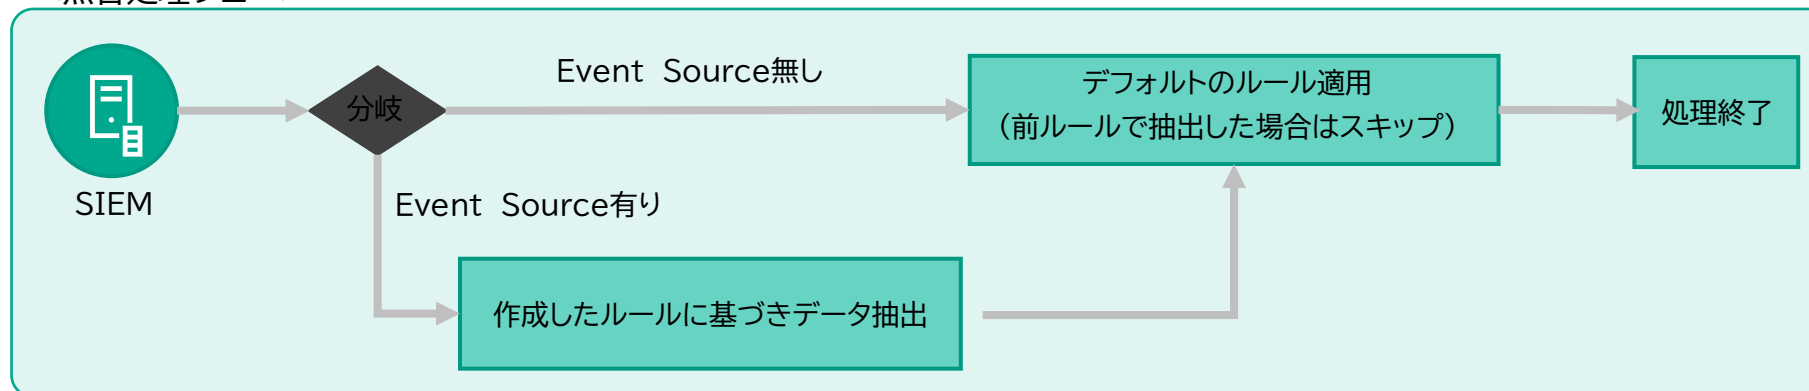 SIEM
分岐
Event Source無し
Event Source有り
作成したルールに基づきデータ抽出
デフォルトのルール適用
（前ルールで抽出した場合はスキップ）
処理終了